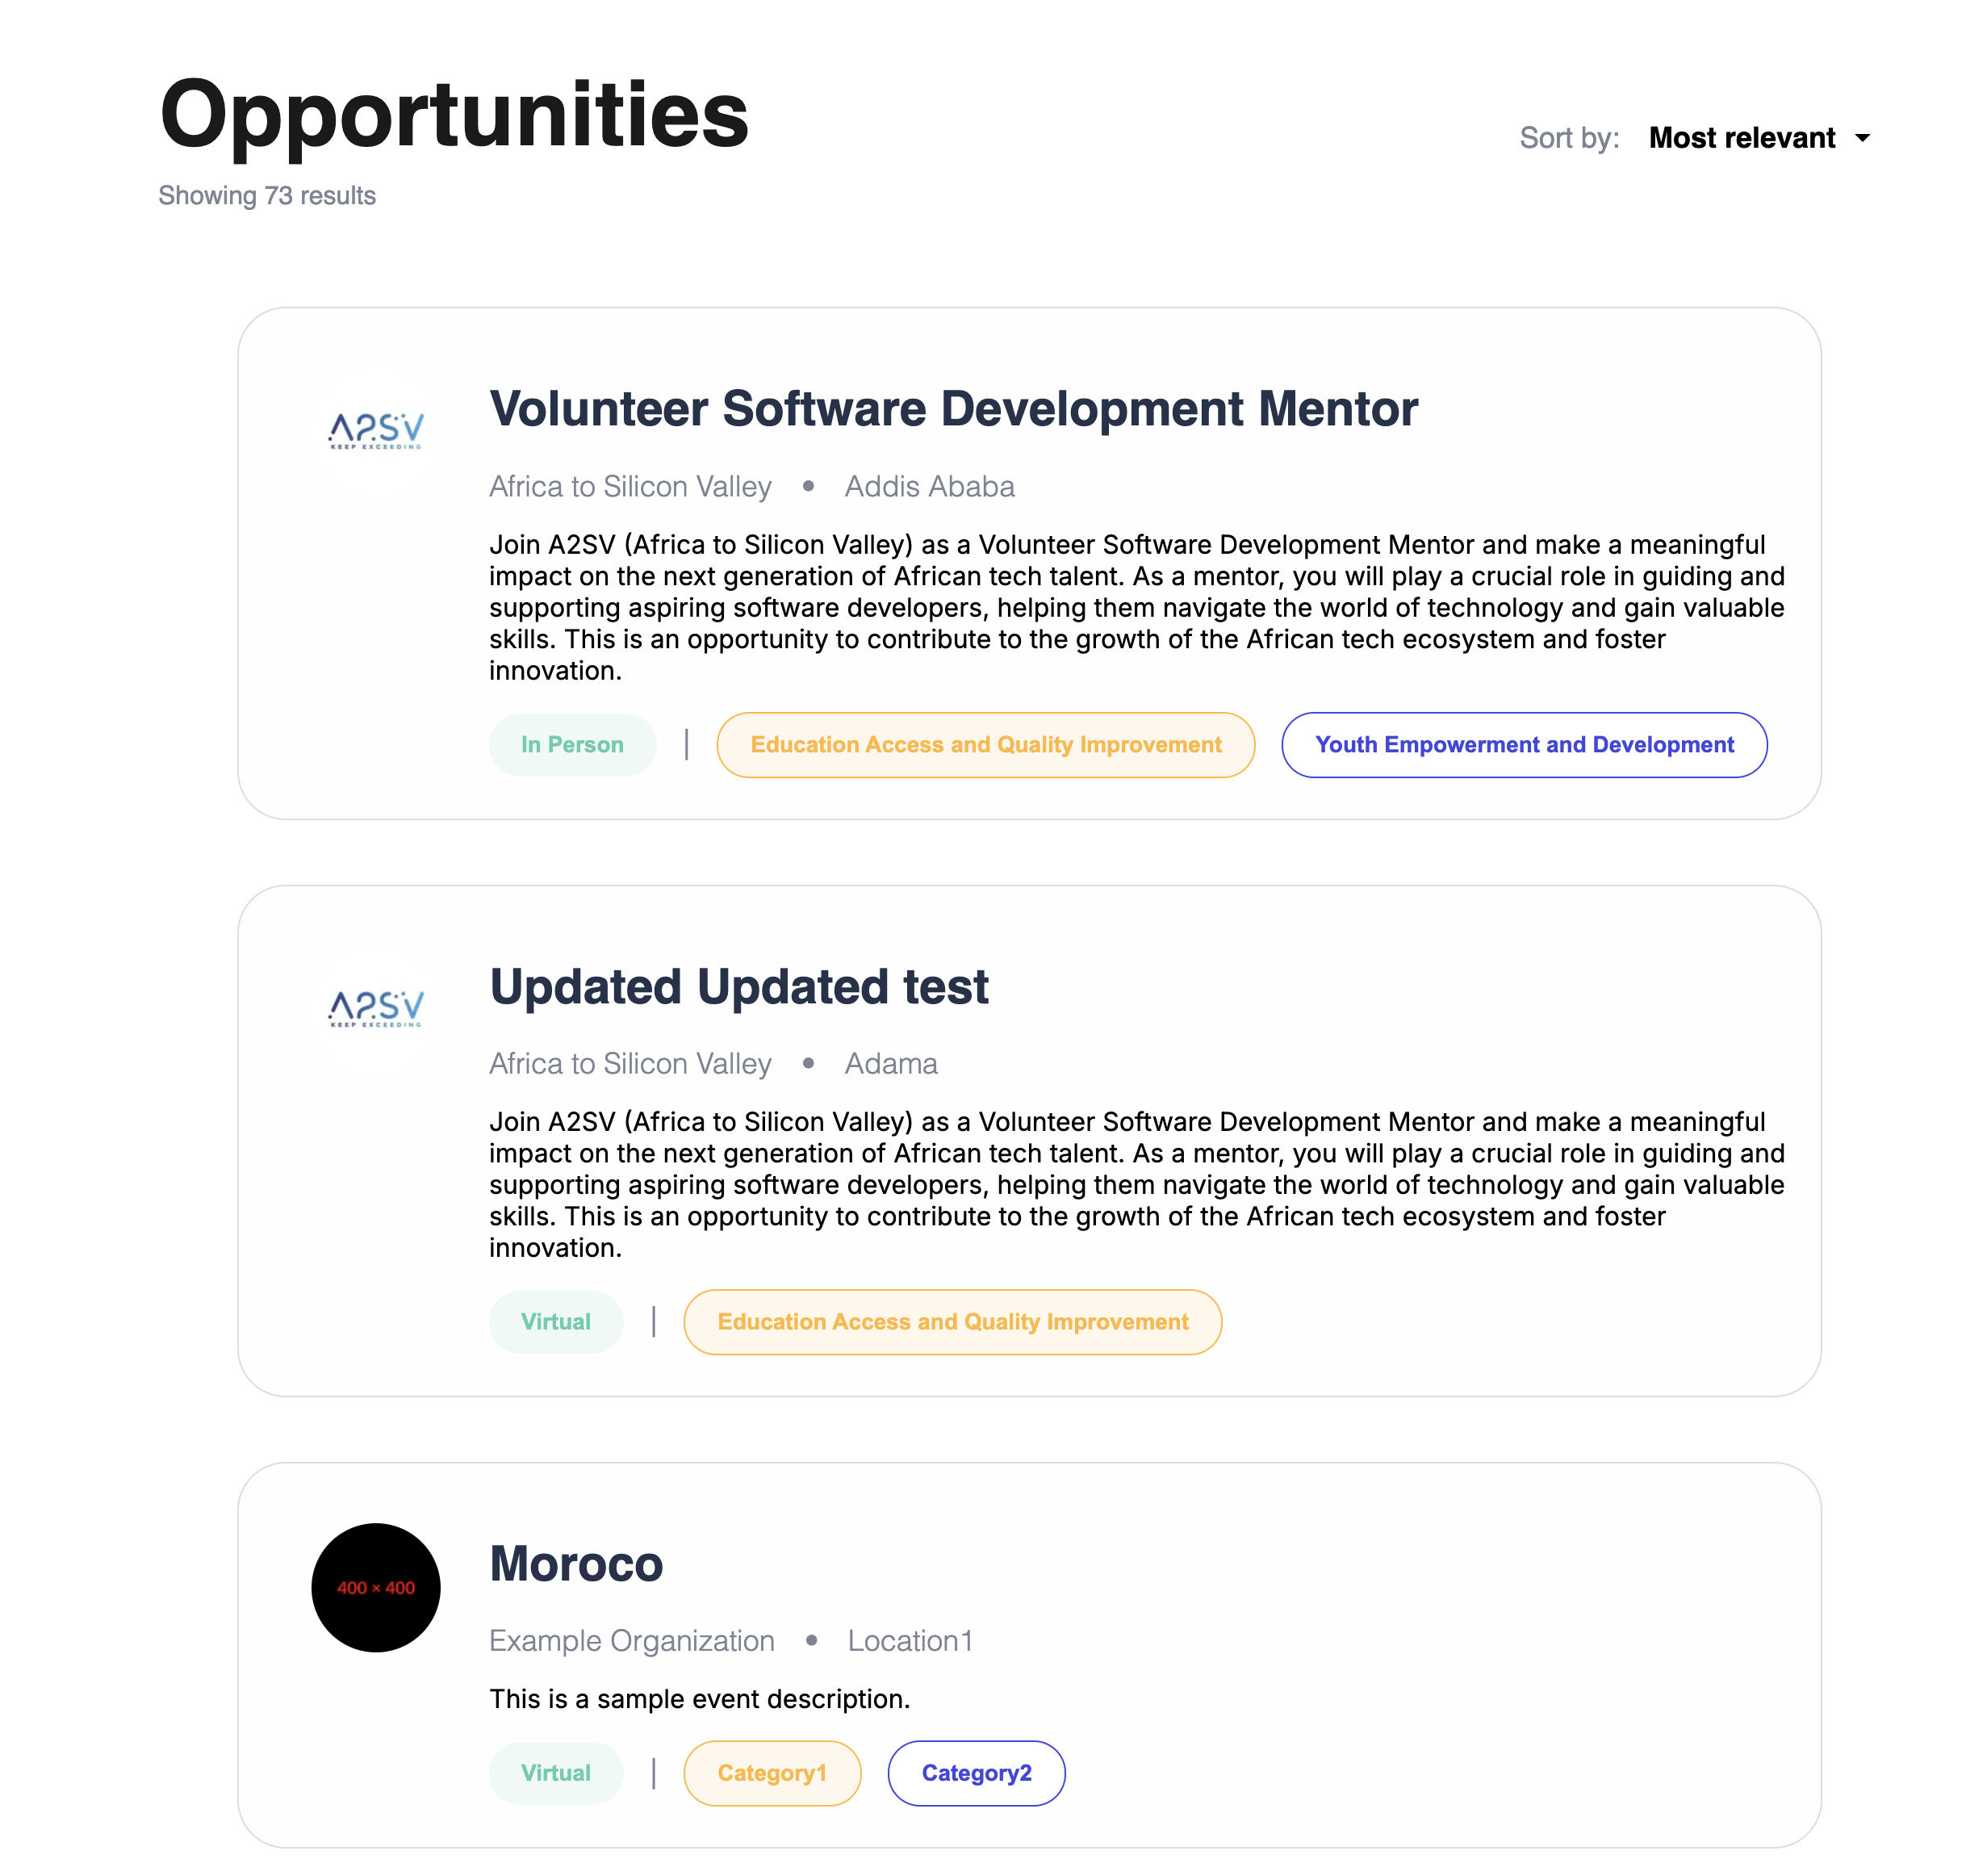 Opportunities
Sort by: Most relevant
Showing 73 results
A2SV
KEEP EXCEEDING
Volunteer Software Development Mentor
Africa to Silicon Valley • Addis Ababa
Join A2SV (Africa to Silicon Valley) as a Volunteer Software Development Mentor and make a meaningful
impact on the next generation of African tech talent. As a mentor, you will play a crucial role in guiding and
supporting aspiring software developers, helping them navigate the world of technology and gain valuable
skills. This is an opportunity to contribute to the growth of the African tech ecosystem and foster
innovation.
In Person | Education Access and Quality Improvement Youth Empowerment and Development
A2SV
KEEP EXCEEDING
Updated Updated test
Africa to Silicon Valley • Adama
Join A2SV (Africa to Silicon Valley) as a Volunteer Software Development Mentor and make a meaningful
impact on the next generation of African tech talent. As a mentor, you will play a crucial role in guiding and
supporting aspiring software developers, helping them navigate the world of technology and gain valuable
skills. This is an opportunity to contribute to the growth of the African tech ecosystem and foster
innovation.
Virtual | Education Access and Quality Improvement
400 × 400
Moroco
Example Organization • Location1
This is a sample event description.
Virtual | Category1 Category2